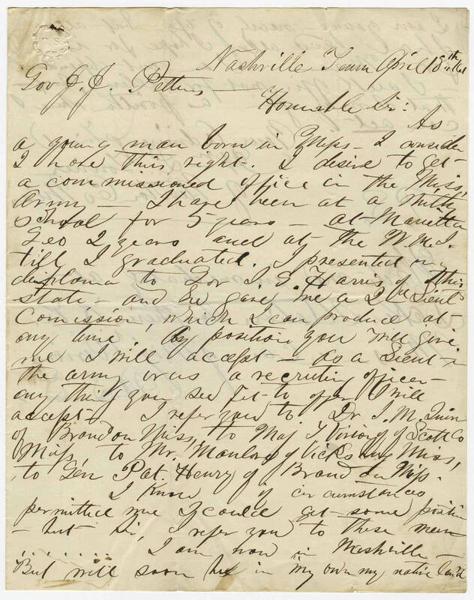 Nashville Tenn April 18th 1861
Gov J. J. Pettus
Honorable Sir:
As
a young man born in Miss- I consider
I have this right. I desire to get
a commissioned office in the Miss,
Army - I have been at a Milty
School for 5 years - at Marietta
Geo 2 years and at the N.M.I.
till I graduated. I presented my
diploma to Gov I. G. Harris of this
State - and he gave me a 2nd Lieut
Comission, which I can produce at
any time. Any position you will give
me I will accept - as a Lieut - in
the army or as a recruitin officer -
any thing you see fit to offer I will
accept - I refer you to Dr. J. M. Quin
of Brandon Miss, to Maj of Scott Co
Miss, to Mr. Manlove of Vicksburg Miss,
to Gen Pat. Henry of Brandon Miss.
I know if circumstances
permitted me I could get some position
- but Sir, I refer you to these men
........ I am now in Nashville -
But will soon be in my own my native land